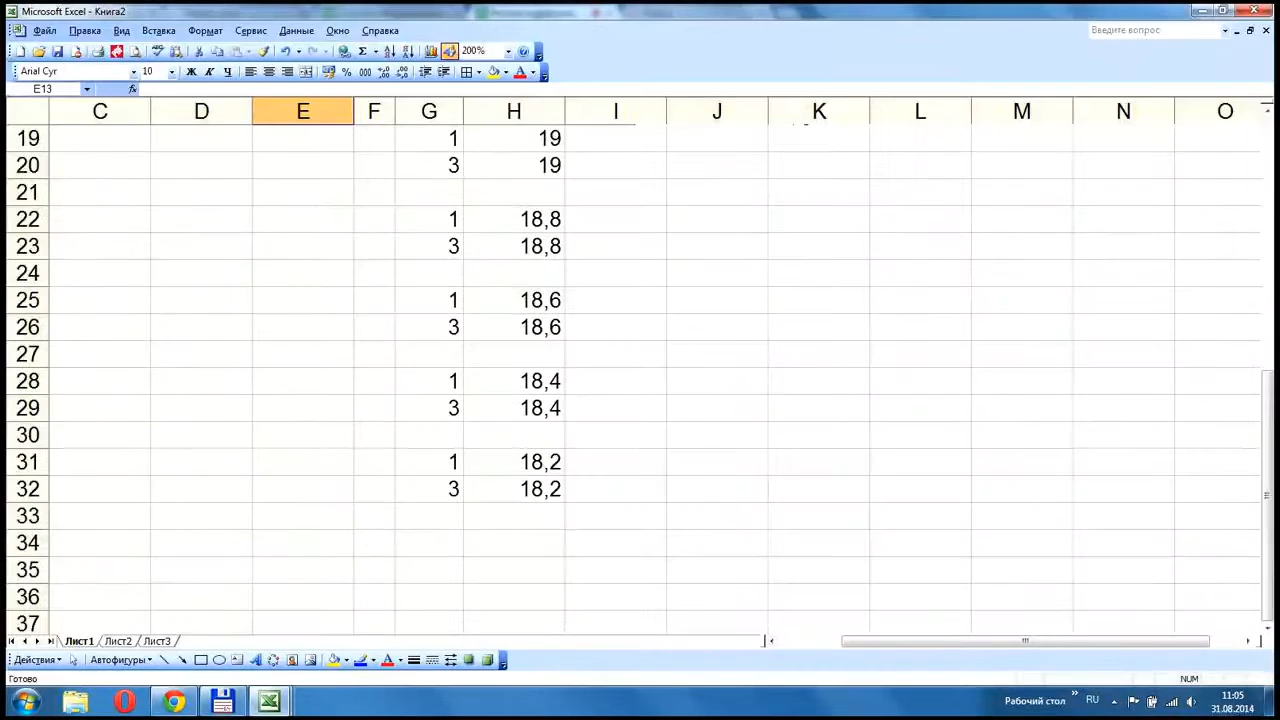 Microsoft Excel - Книга2
Файл Правка Вид Вставка Формат Сервис Данные Окно Справка Введите вопрос
200%
Arial Cyr 10 Ж К Ч % 000
E13 fx
C D E F G H I J K L M N O
19 1 19
20 3 19
21
22 1 18,8
23 3 18,8
24
25 1 18,6
26 3 18,6
27
28 1 18,4
29 3 18,4
30
31 1 18,2
32 3 18,2
33
34
35
36
37
Лист1 Лист2 Лист3
Действия Автофигуры
Готово NUM
Рабочий стол » RU 11:05
31.08.2014